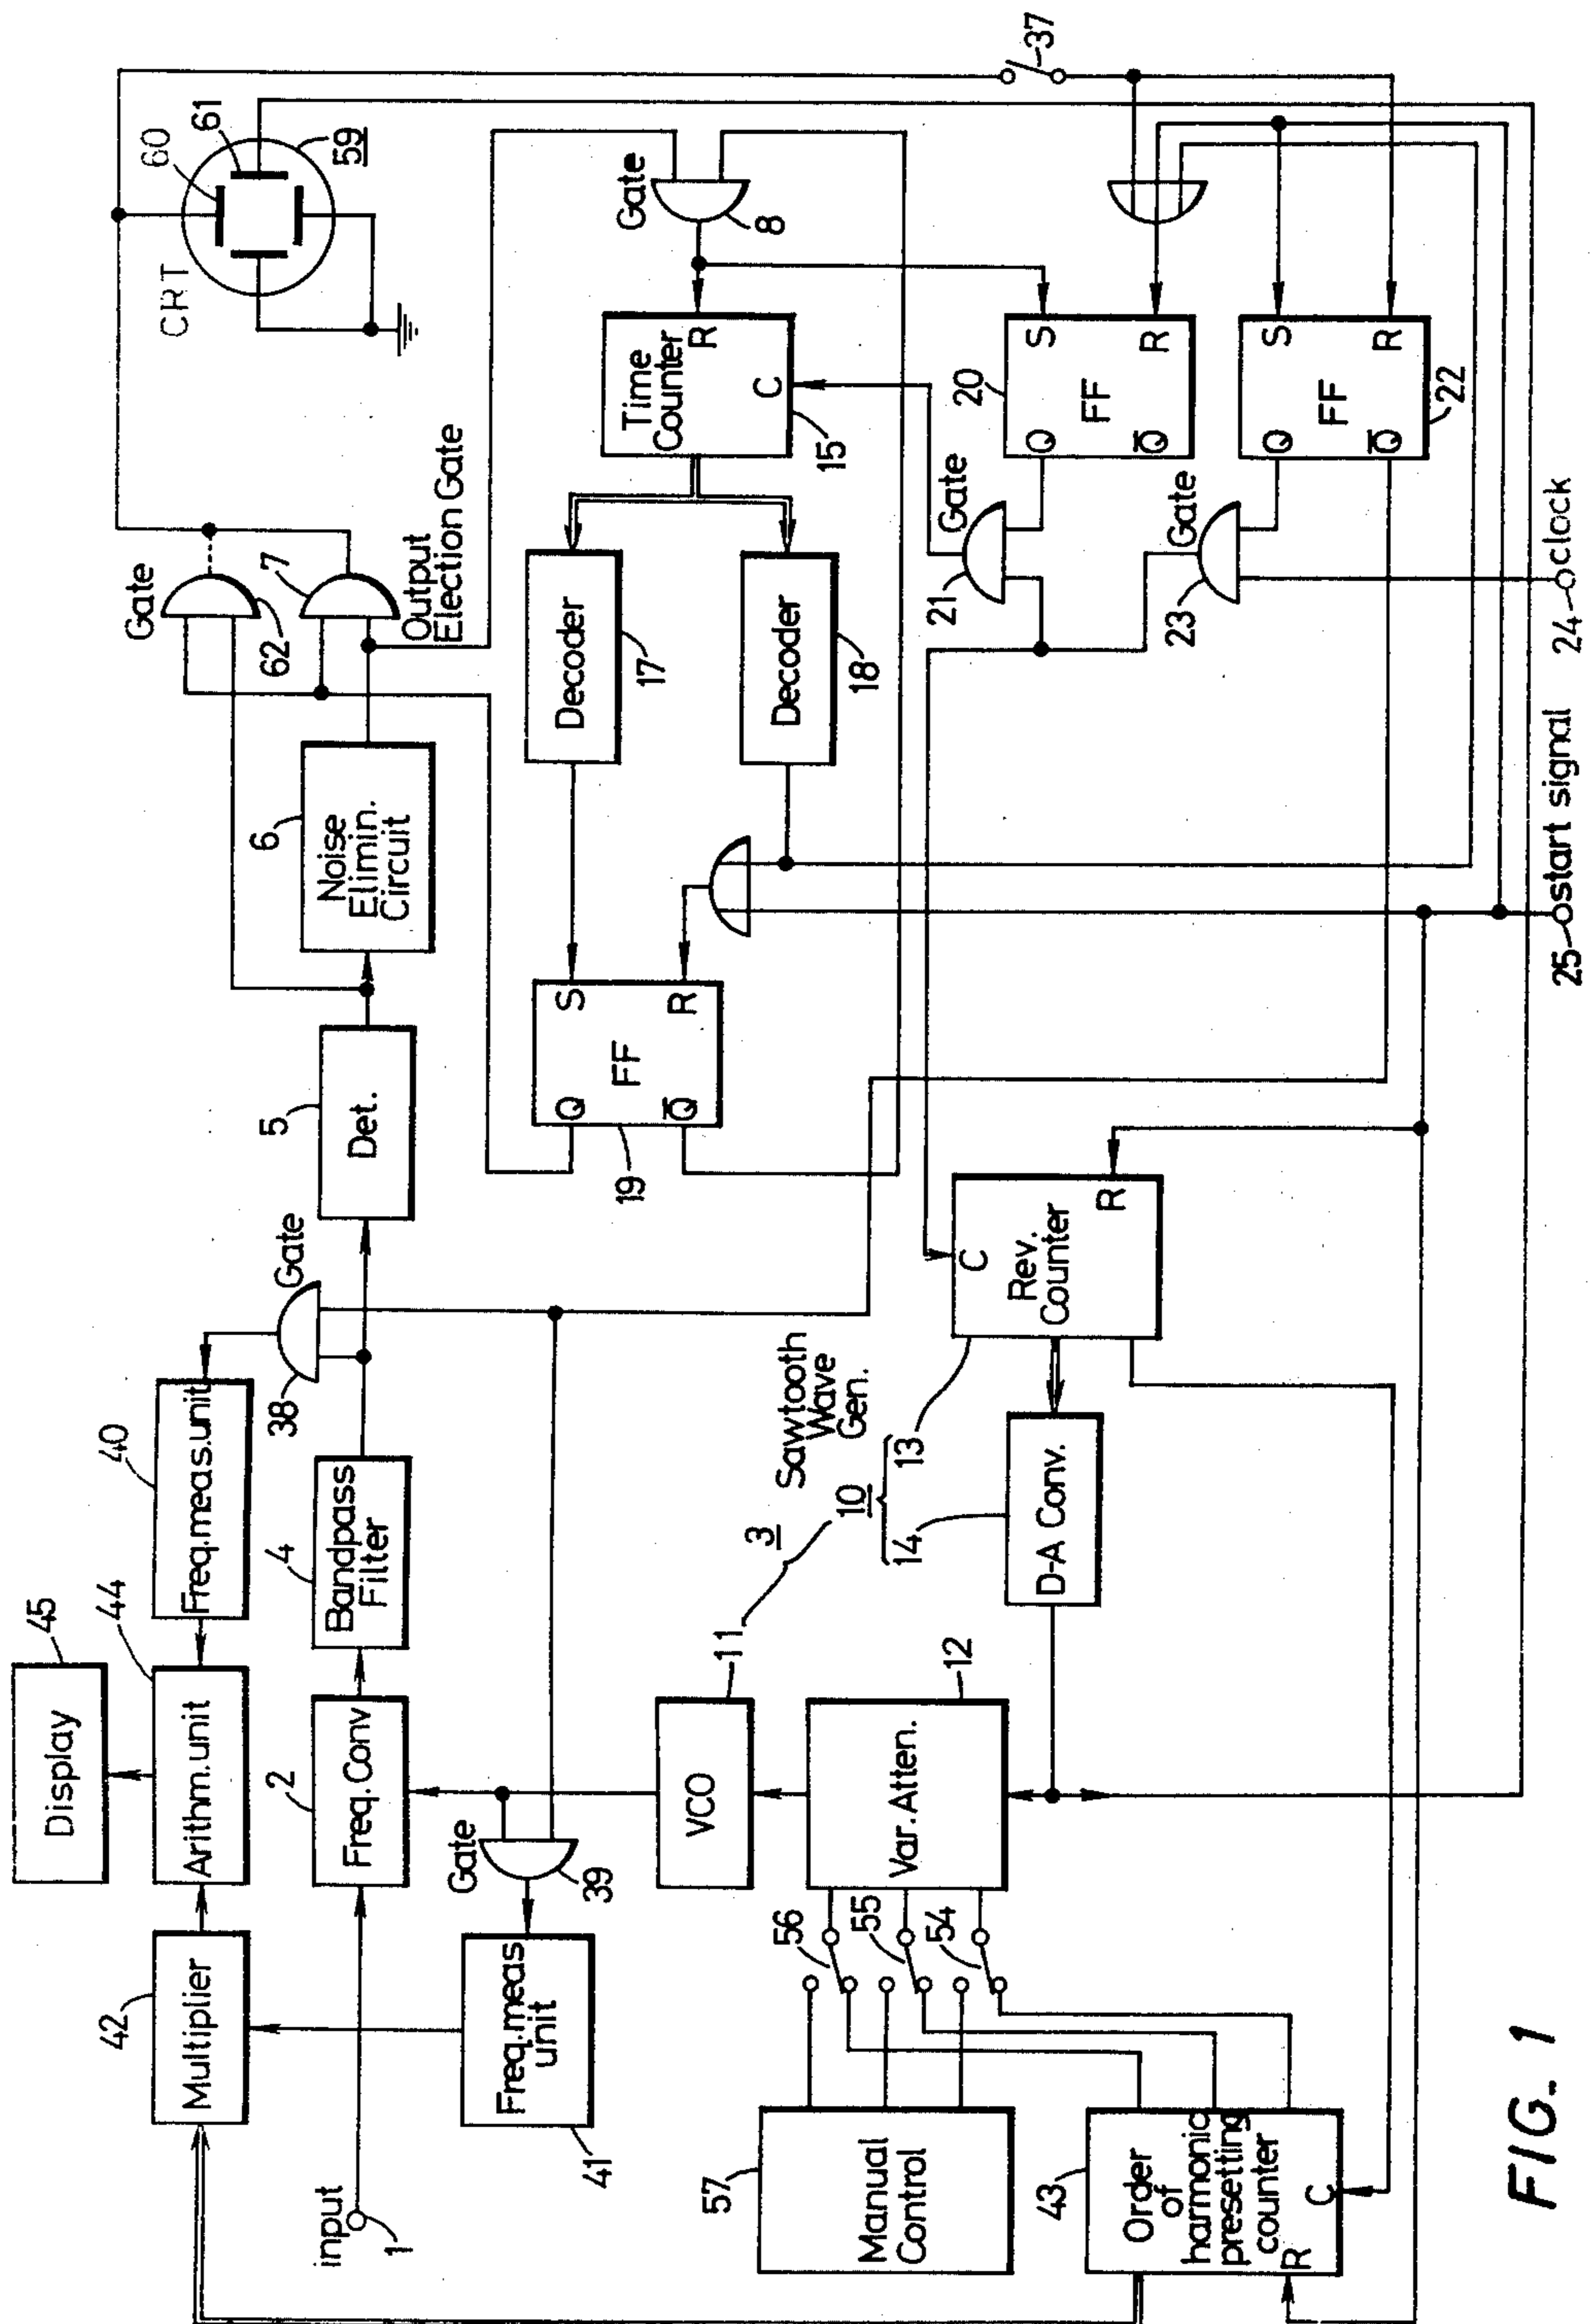 Display
45
42
Multiplier
Arithm.unit
44
Freq.meas.unit
40
Gate
38
Gate
62
7
Output
Election Gate
CRT
60
61
59
input
1
2
Freq.Conv
4
Bandpass
Filter
5
Det.
6
Noise
Elimin.
Circuit
Gate
39
Freq.meas
unit
41
VCO
11
3
10
Sawtooth
Wave
Gen.
14
13
Var.Atten.
12
D-A Conv.
Rev.
Counter
C
R
56
55
54
57
Manual
Control
43
Order
of
harmonic
presetting
counter
R
C
FF
S
R
Q
Q̅
19
Decoder
17
Decoder
18
Time
Counter
R
C
15
Gate
8
Gate
21
20
FF
S
R
Q
Q̅
Gate
23
22
FF
S
R
Q
Q̅
37
25
start signal
24
clock
FIG. 1